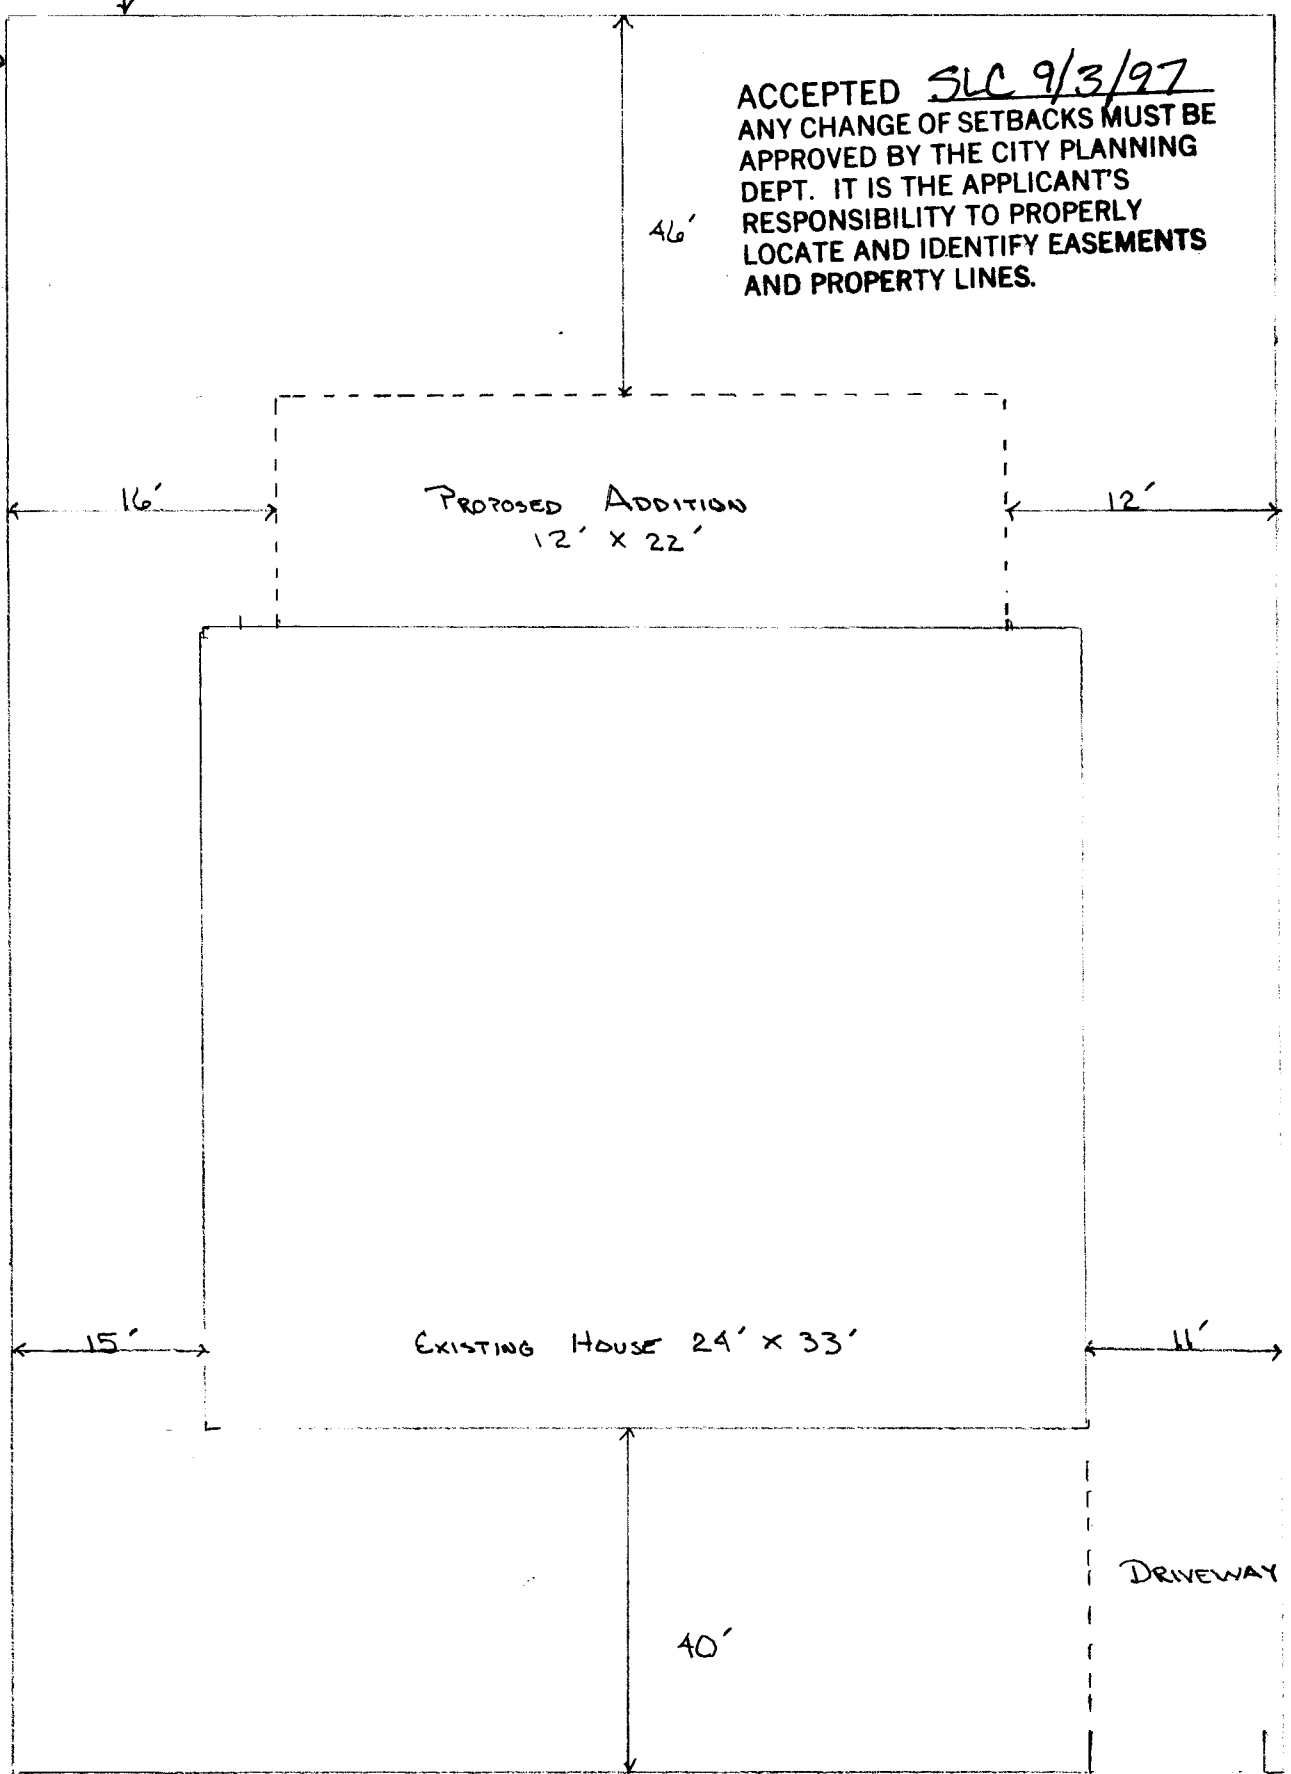 ACCEPTED SLC 9/3/97
ANY CHANGE OF SETBACKS MUST BE
APPROVED BY THE CITY PLANNING
DEPT. IT IS THE APPLICANT'S
RESPONSIBILITY TO PROPERLY
LOCATE AND IDENTIFY EASEMENTS
AND PROPERTY LINES.
46'
16'
PROPOSED ADDITION
12' X 22'
12'
15'
EXISTING HOUSE 24' X 33'
11'
DRIVEWAY
40'